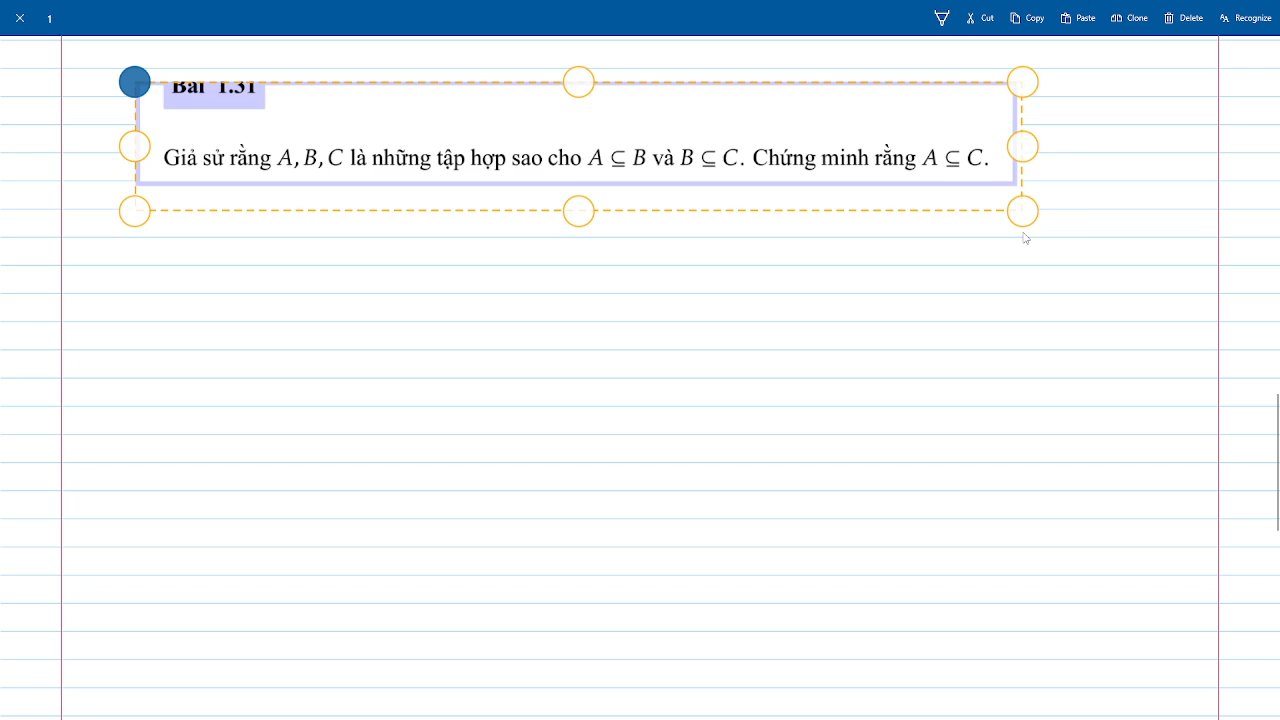 1 Cut Copy Paste Clone Delete Recognize
Bài 1.31
Giả sử rằng A, B, C là những tập hợp sao cho A ⊆ B và B ⊆ C. Chứng minh rằng A ⊆ C.